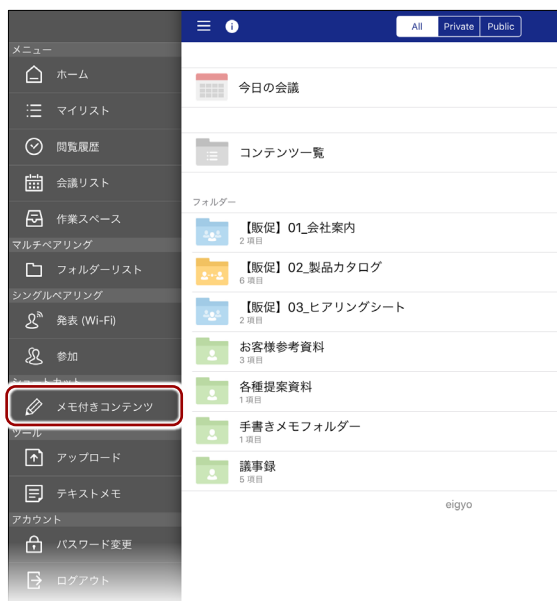 メニュー
ホーム
マイリスト
閲覧履歴
会議リスト
作業スペース
マルチペアリング
フォルダーリスト
シングルペアリング
発表 (Wi-Fi)
参加
ショートカット
メモ付きコンテンツ
ツール
アップロード
テキストメモ
アカウント
パスワード変更
ログアウト
All Private Public
今日の会議
コンテンツ一覧
フォルダー
【販促】01_会社案内
2 項目
【販促】02_製品カタログ
6 項目
【販促】03_ヒアリングシート
2 項目
お客様参考資料
3 項目
各種提案資料
1 項目
手書きメモフォルダー
1 項目
議事録
5 項目
eigyo